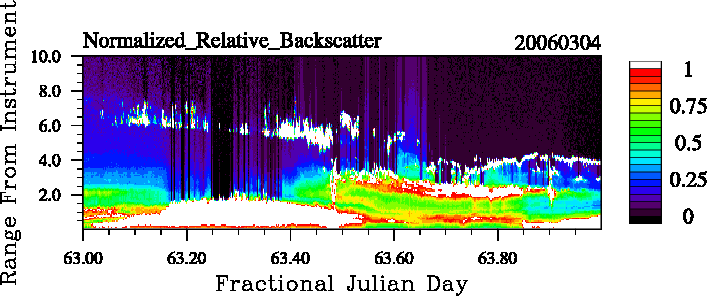 Normalized_Relative_Backscatter 20060304
Range From Instrument
10.0
8.0
6.0
4.0
2.0
63.00 63.20 63.40 63.60 63.80
Fractional Julian Day
1
0.75
0.5
0.25
0